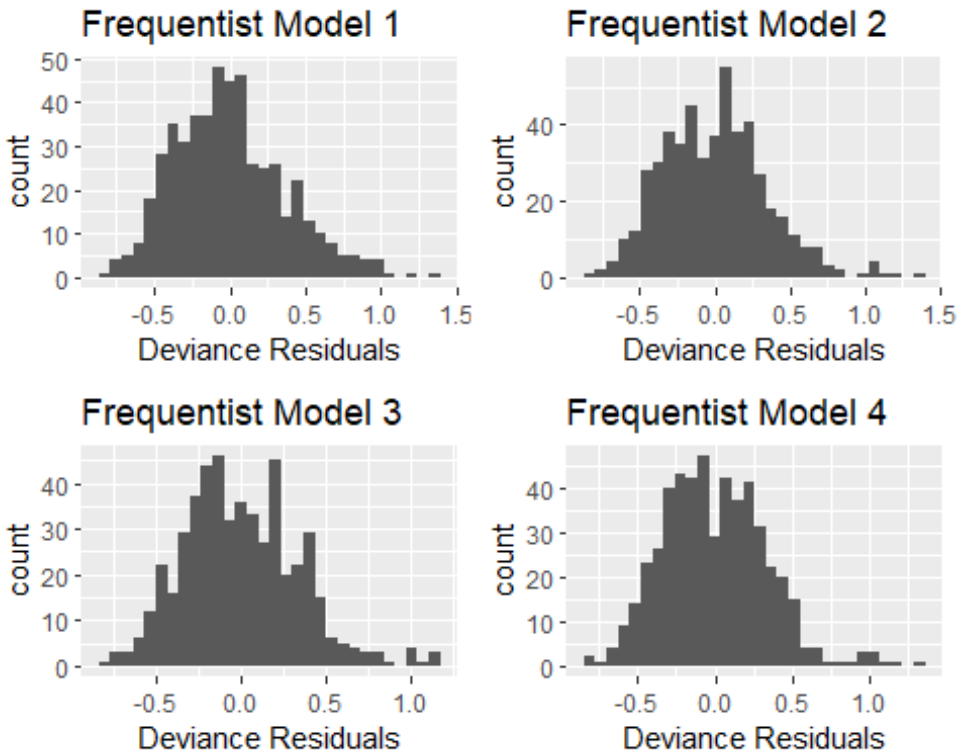 Frequentist Model 1
50
40
30
20
10
0
count
-0.5 0.0 0.5 1.0 1.5
Deviance Residuals
Frequentist Model 2
40
20
0
count
-0.5 0.0 0.5 1.0 1.5
Deviance Residuals
Frequentist Model 3
40
30
20
10
0
count
-0.5 0.0 0.5 1.0
Deviance Residuals
Frequentist Model 4
40
30
20
10
0
count
-0.5 0.0 0.5 1.0
Deviance Residuals